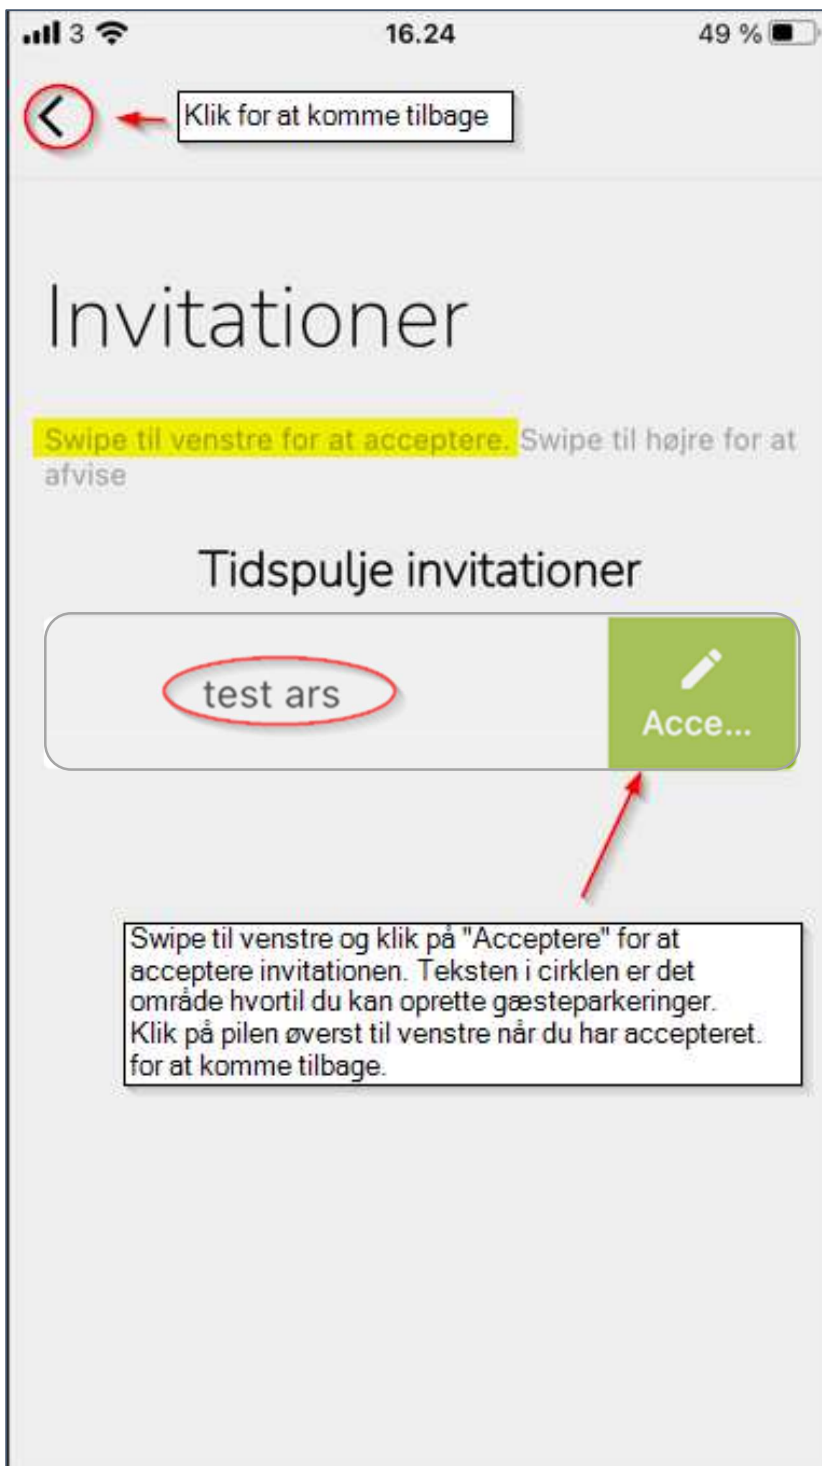 3 16.24 49 %
Klik for at komme tilbage
Invitationer
Swipe til venstre for at acceptere. Swipe til højre for at
afvise
Tidspulje invitationer
test ars
Acce...
Swipe til venstre og klik på "Acceptere" for at
acceptere invitationen. Teksten i cirklen er det
område hvortil du kan oprette gæsteparkeringer.
Klik på pilen øverst til venstre når du har accepteret.
for at komme tilbage.